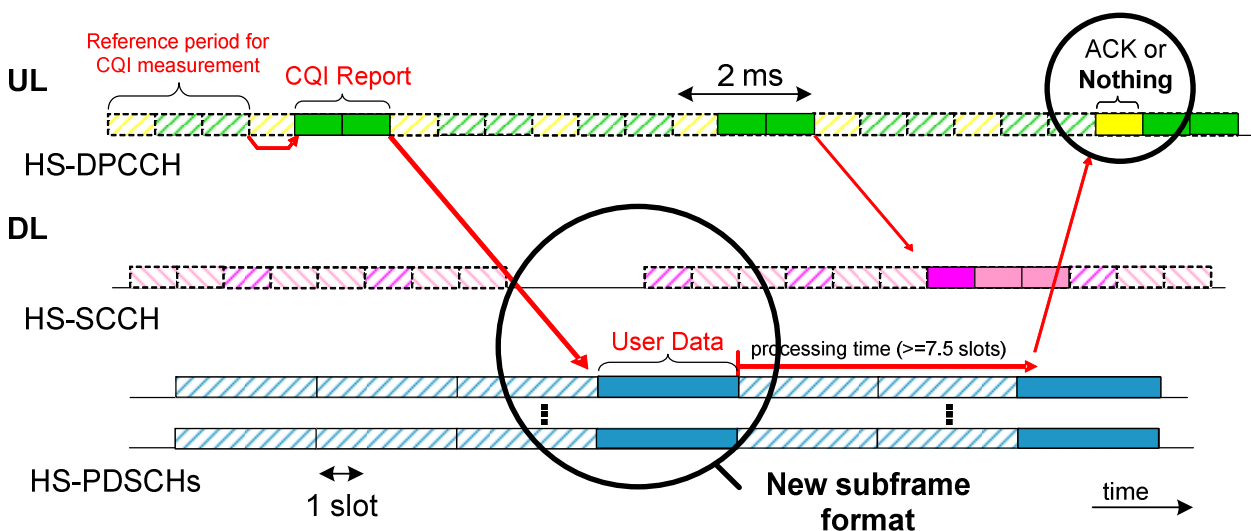 Reference period for
CQI measurement
UL
CQI Report
2 ms
ACK or
Nothing
HS-DPCCH
DL
HS-SCCH
User Data
processing time (>=7.5 slots)
HS-PDSCHs
1 slot
New subframe
format
time